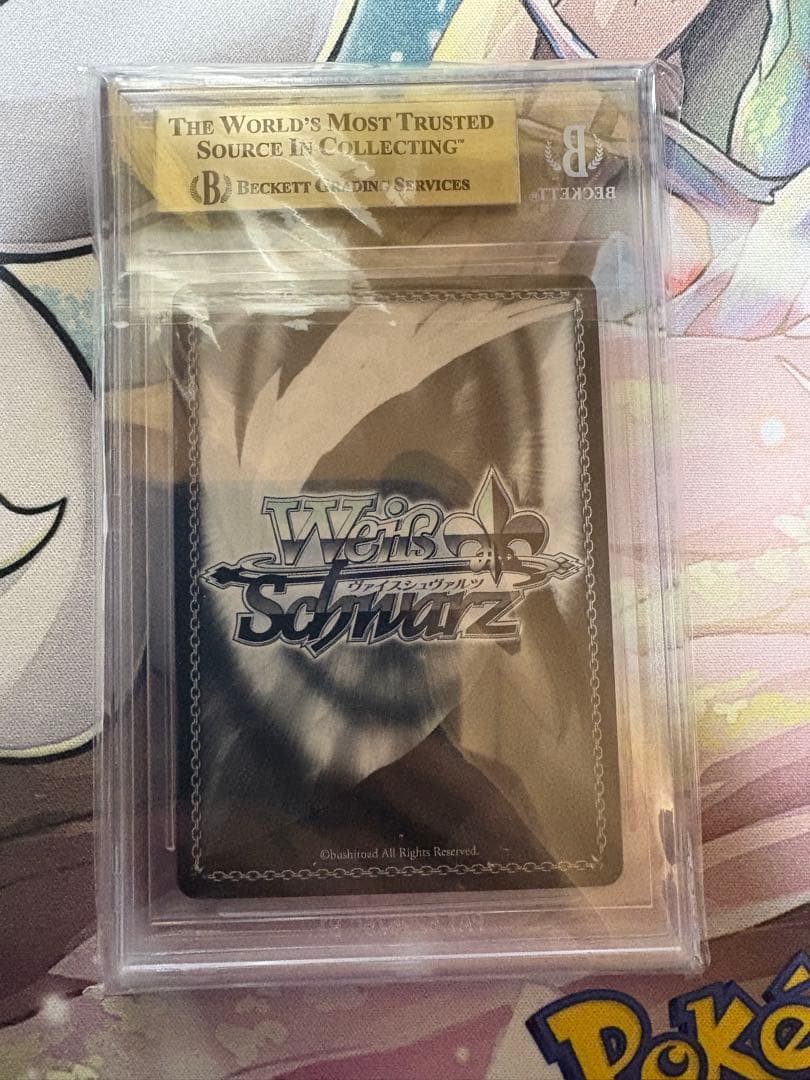 THE WORLD'S MOST TRUSTED
SOURCE IN COLLECTING™
B BECKETT GRADING SERVICES
B
BECKETT®
Weiß
ヴァイスシュヴァルツ
Schwarz
©bushiroad All Rights Reserved.
Poké